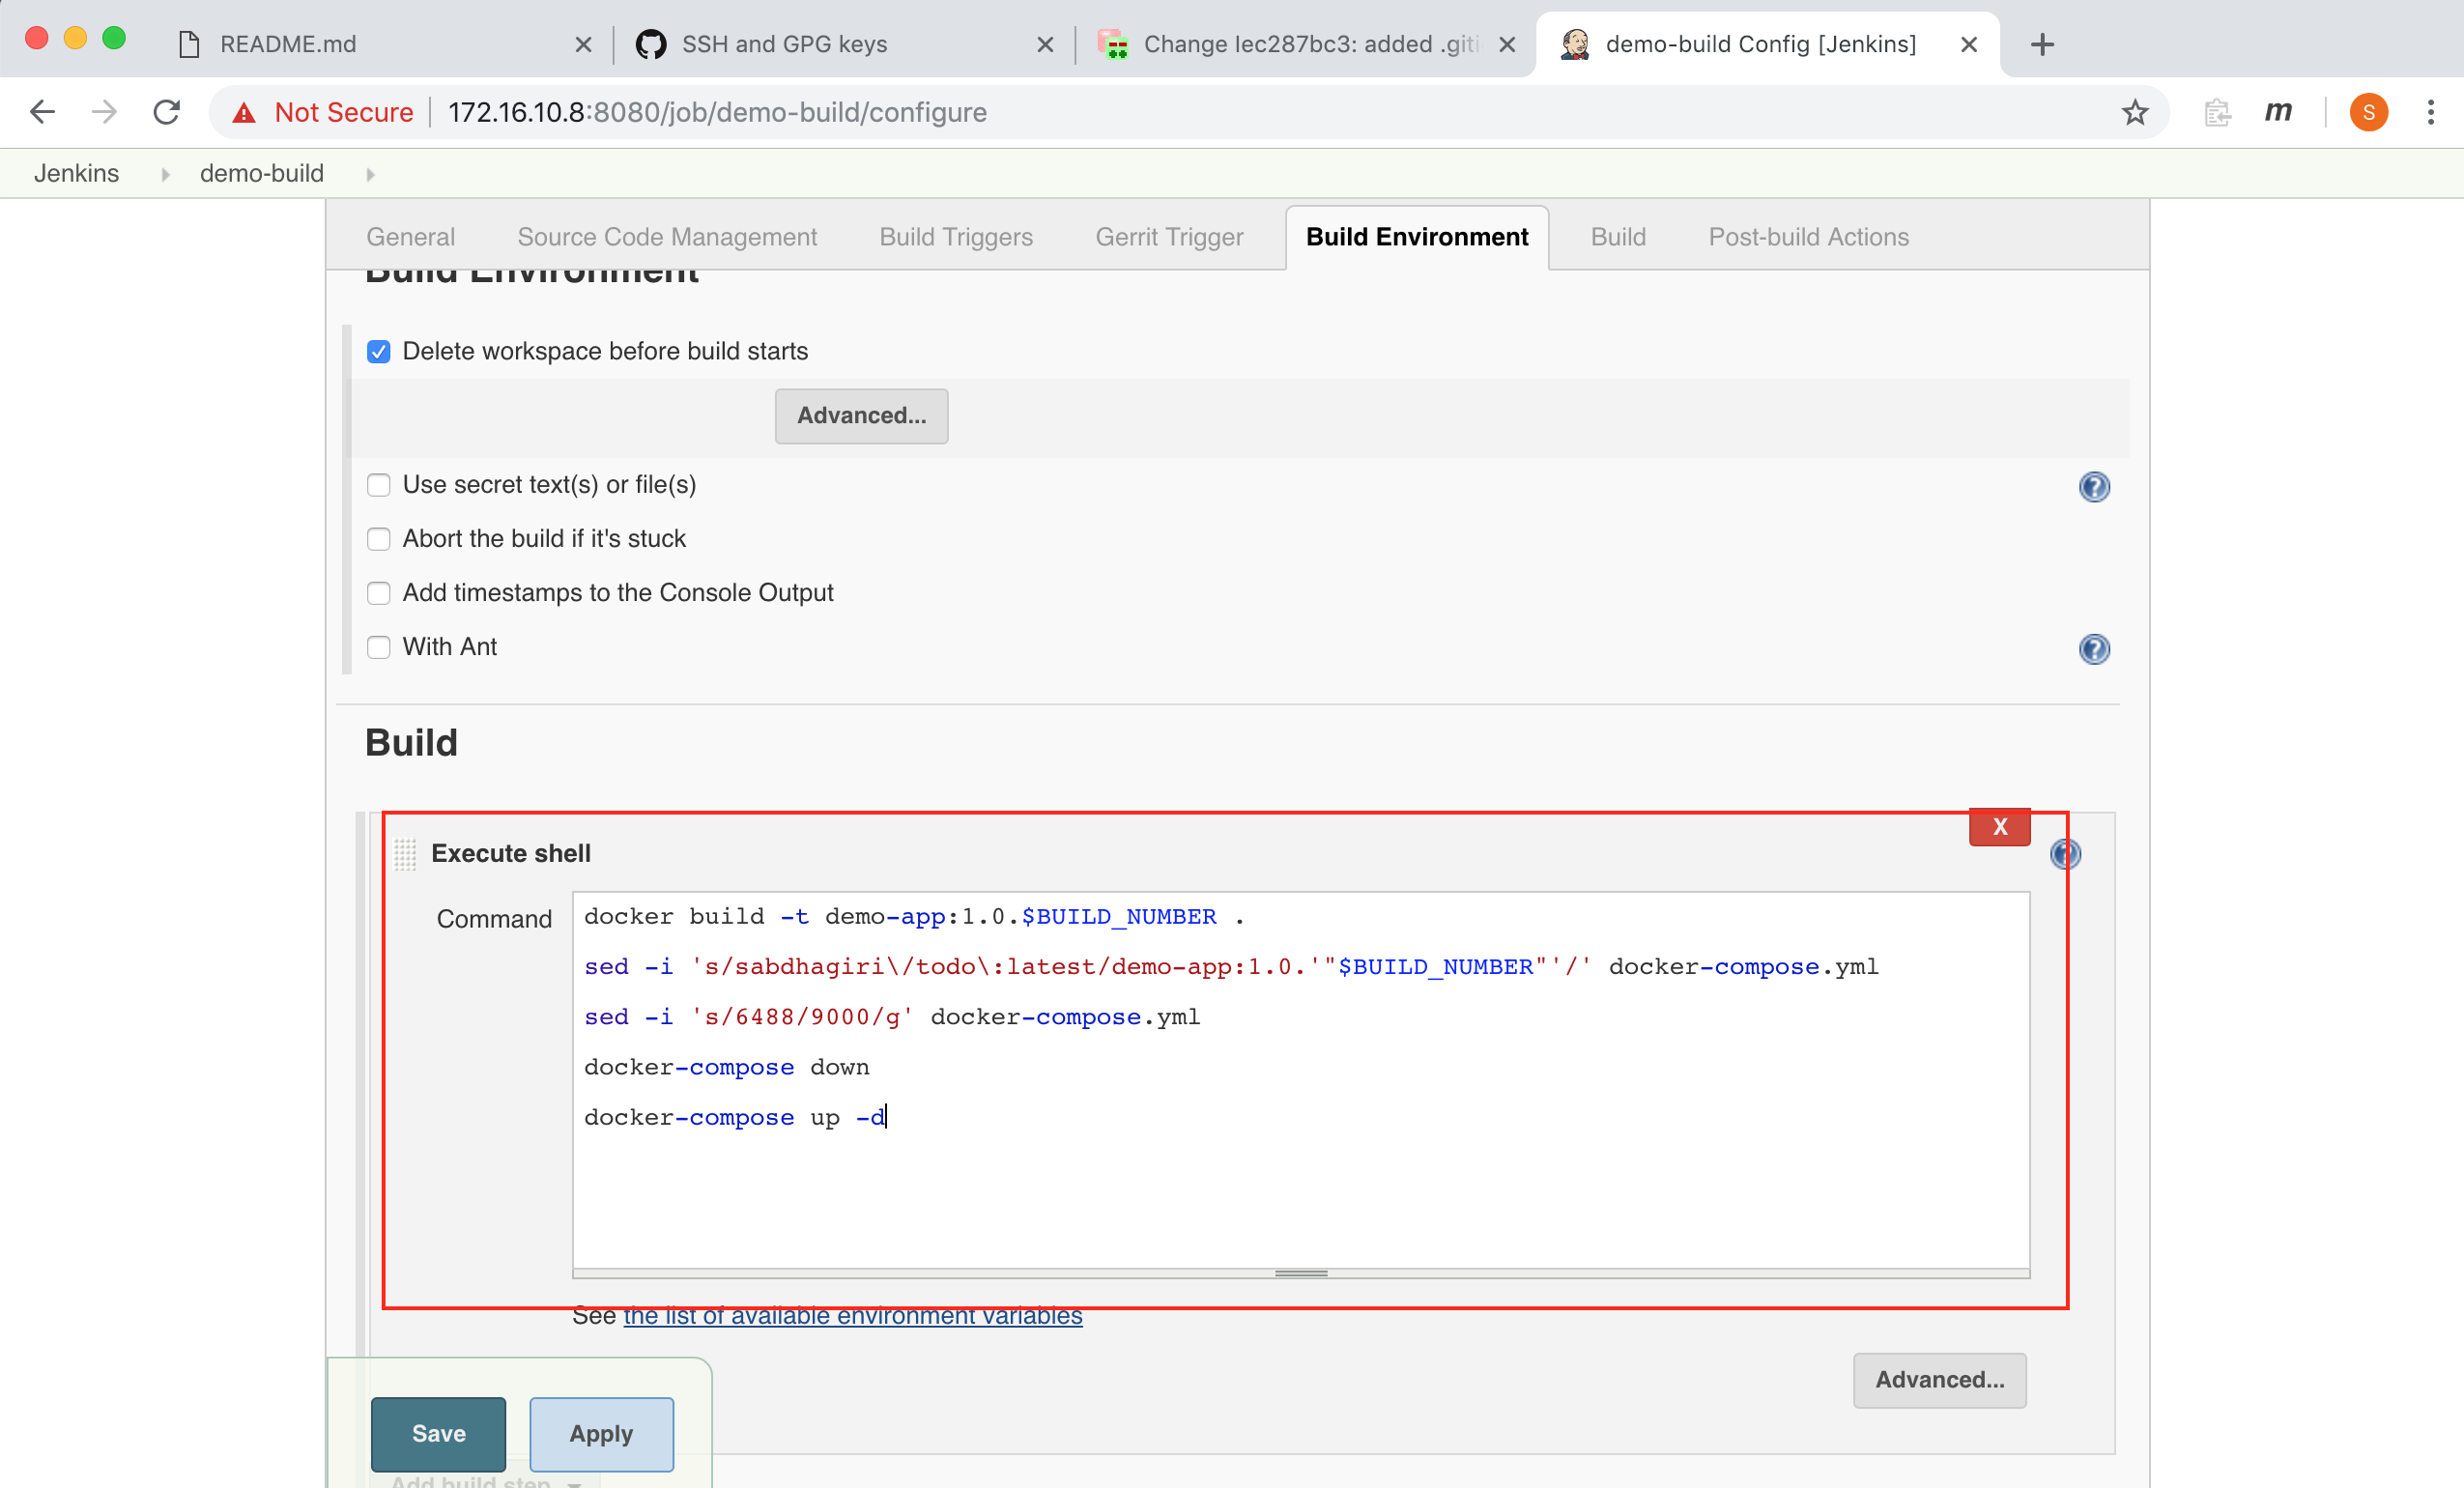 README.md
SSH and GPG keys
Change Iec287bc3: added .giti
demo-build Config [Jenkins]
Not Secure
172.16.10.8:8080/job/demo-build/configure
m
S
Jenkins
demo-build
General
Source Code Management
Build Triggers
Gerrit Trigger
Build Environment
Build
Post-build Actions
Build Environment
Delete workspace before build starts
Advanced...
Use secret text(s) or file(s)
?
Abort the build if it's stuck
Add timestamps to the Console Output
With Ant
?
Build
X
Execute shell
?
Command
docker build -t demo-app:1.0.$BUILD_NUMBER .
sed -i 's/sabdhagiri\/todo\:latest/demo-app:1.0.'"$BUILD_NUMBER"'/' docker-compose.yml
sed -i 's/6488/9000/g' docker-compose.yml
docker-compose down
docker-compose up -d
See the list of available environment variables
Advanced...
Save
Apply
Add build step